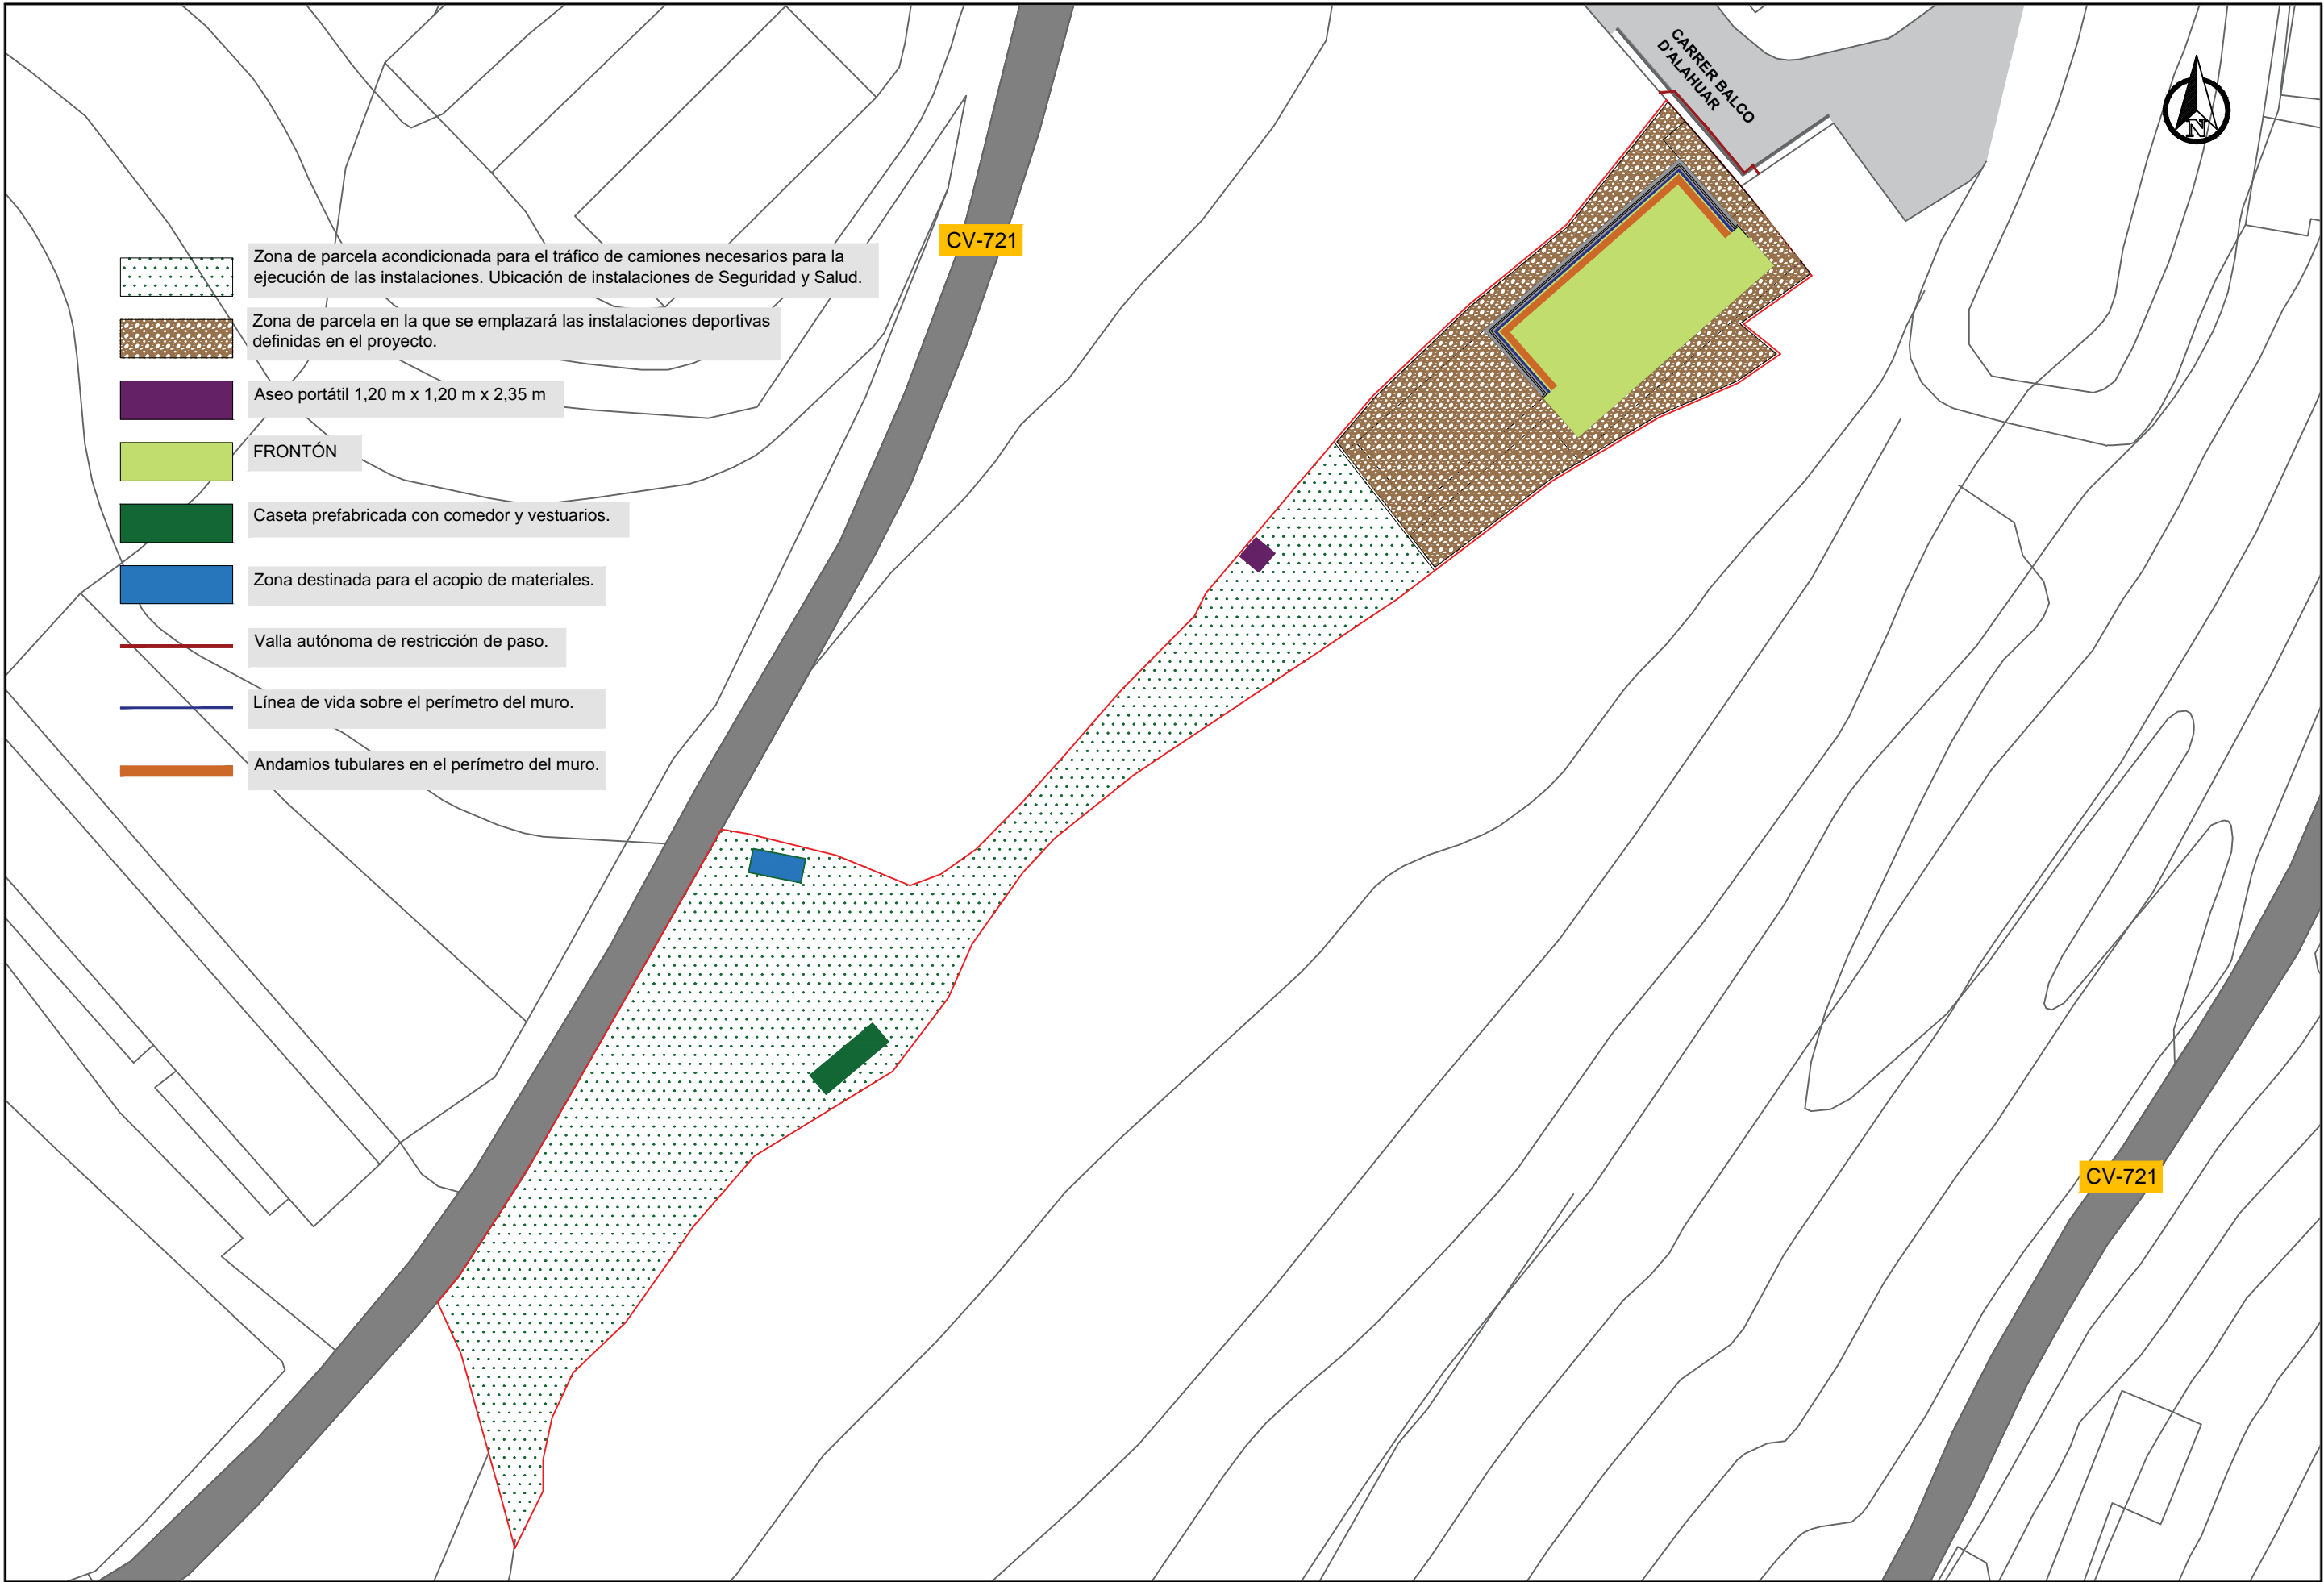 CARRER BALCO
D'ALAHUAR
N
CV-721
Zona de parcela acondicionada para el tráfico de camiones necesarios para la
ejecución de las instalaciones. Ubicación de instalaciones de Seguridad y Salud.
Zona de parcela en la que se emplazará las instalaciones deportivas
definidas en el proyecto.
Aseo portátil 1,20 m x 1,20 m x 2,35 m
FRONTÓN
Caseta prefabricada con comedor y vestuarios.
Zona destinada para el acopio de materiales.
Valla autónoma de restricción de paso.
Línea de vida sobre el perímetro del muro.
Andamios tubulares en el perímetro del muro.
CV-721